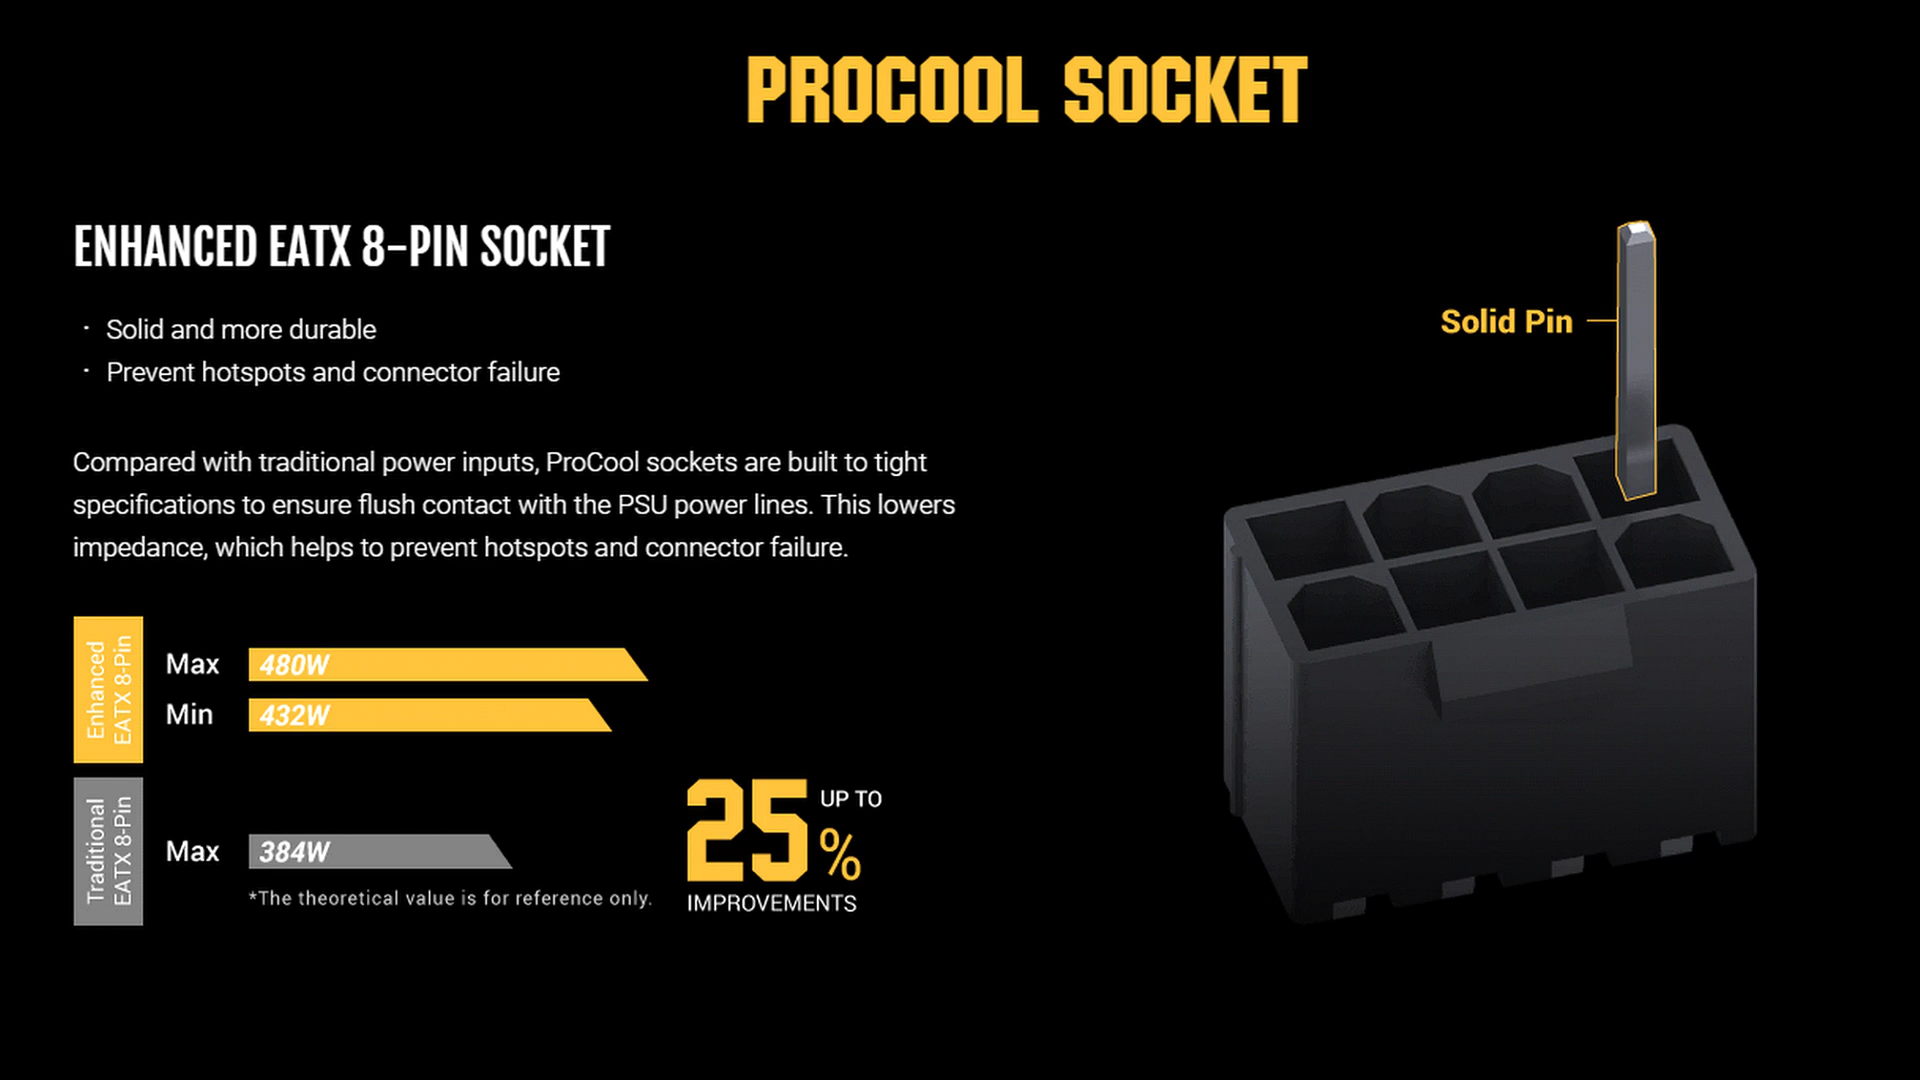 PROCOOL SOCKET
ENHANCED EATX 8-PIN SOCKET
· Solid and more durable
· Prevent hotspots and connector failure
Solid Pin
Compared with traditional power inputs, ProCool sockets are built to tight
specifications to ensure flush contact with the PSU power lines. This lowers
impedance, which helps to prevent hotspots and connector failure.
Enhanced
EATX 8-Pin
Max 480W
Min 432W
Traditional
EATX 8-Pin
Max 384W
*The theoretical value is for reference only.
UP TO
25%
IMPROVEMENTS